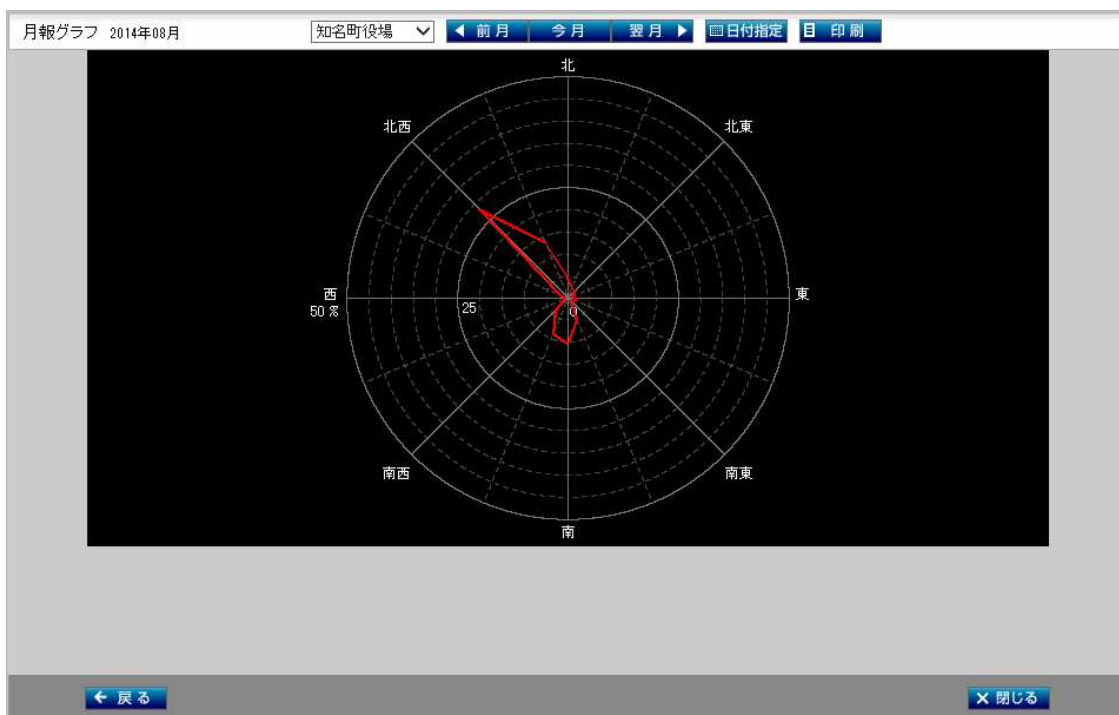 月報グラフ 2014年08月 知名町役場 前月 今月 翌月 日付指定 印刷
北
北西 北東
西 東
50 % 25 0
南西 南東
南
戻る 閉じる